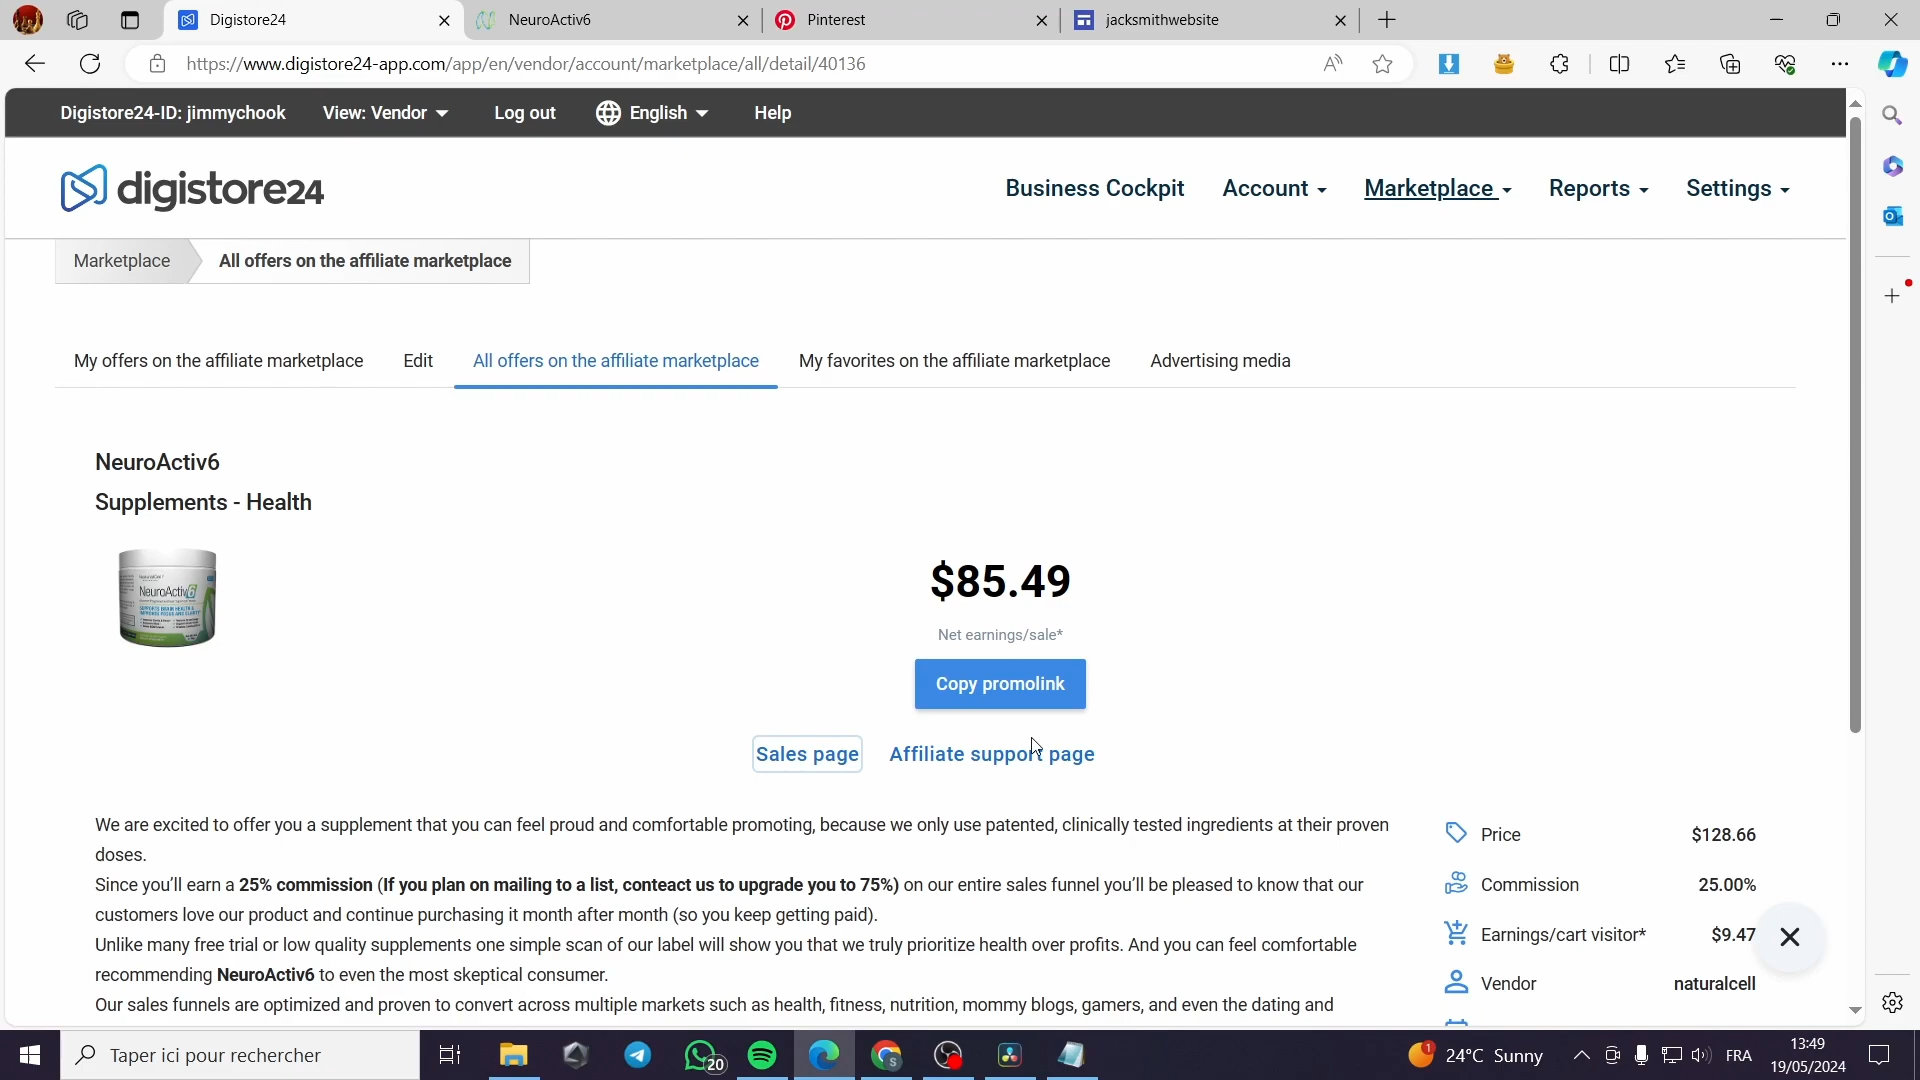 Digistore24
NeuroActiv6
Pinterest
jacksmithwebsite
https://www.digistore24-app.com/app/en/vendor/account/marketplace/all/detail/40136
Digistore24-ID: jimmychook
View: Vendor
Log out
English
Help
digistore24
Business Cockpit
Account
Marketplace
Reports
Settings
Marketplace
All offers on the affiliate marketplace
My offers on the affiliate marketplace
Edit
All offers on the affiliate marketplace
My favorites on the affiliate marketplace
Advertising media
NeuroActiv6
Supplements - Health
NeuroActiv6
$85.49
Net earnings/sale*
Copy promolink
Sales page
Affiliate support page
We are excited to offer you a supplement that you can feel proud and comfortable promoting, because we only use patented, clinically tested ingredients at their proven
doses.
Since you'll earn a 25% commission (If you plan on mailing to a list, conteact us to upgrade you to 75%) on our entire sales funnel you'll be pleased to know that our
customers love our product and continue purchasing it month after month (so you keep getting paid).
Unlike many free trial or low quality supplements one simple scan of our label will show you that we truly prioritize health over profits. And you can feel comfortable
recommending NeuroActiv6 to even the most skeptical consumer.
Our sales funnels are optimized and proven to convert across multiple markets such as health, fitness, nutrition, mommy blogs, gamers, and even the dating and
Price $128.66
Commission 25.00%
Earnings/cart visitor* $9.47
Vendor naturalcell
Taper ici pour rechercher
20
1
24°C Sunny
FRA
13:49
19/05/2024